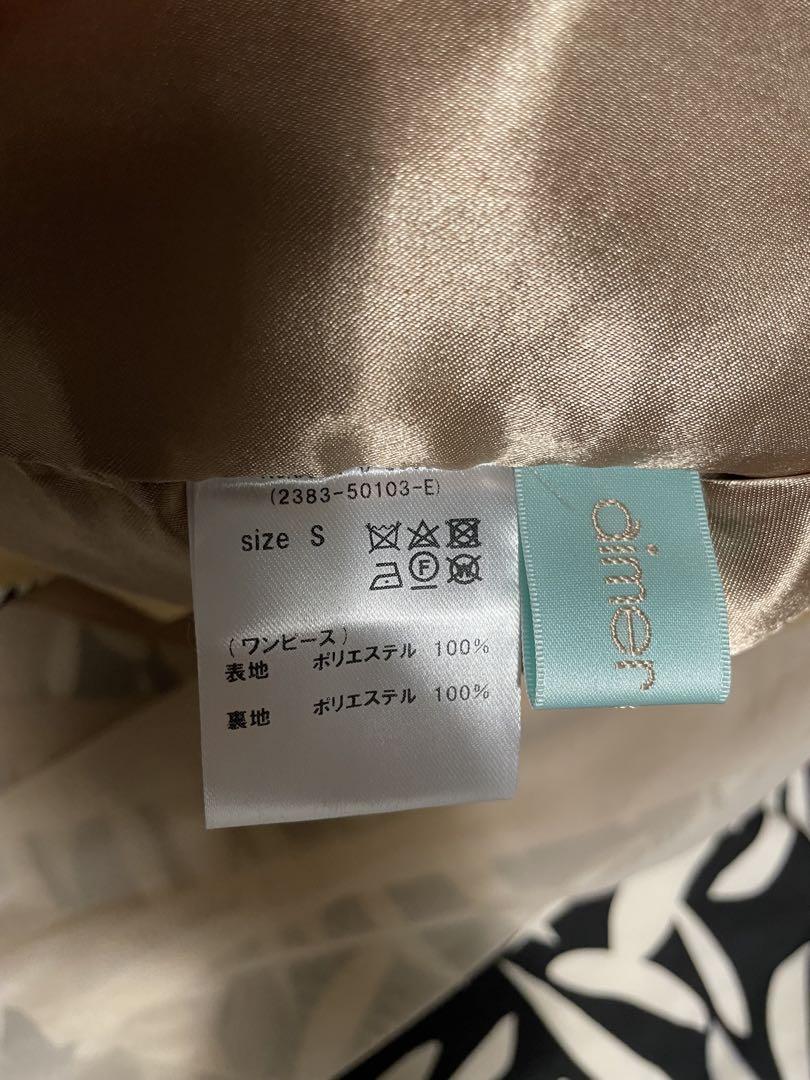 (2383-50103-E)
size S
F
W
(ワンピース)
表地 ポリエステル 100%
裏地 ポリエステル 100%
aimer